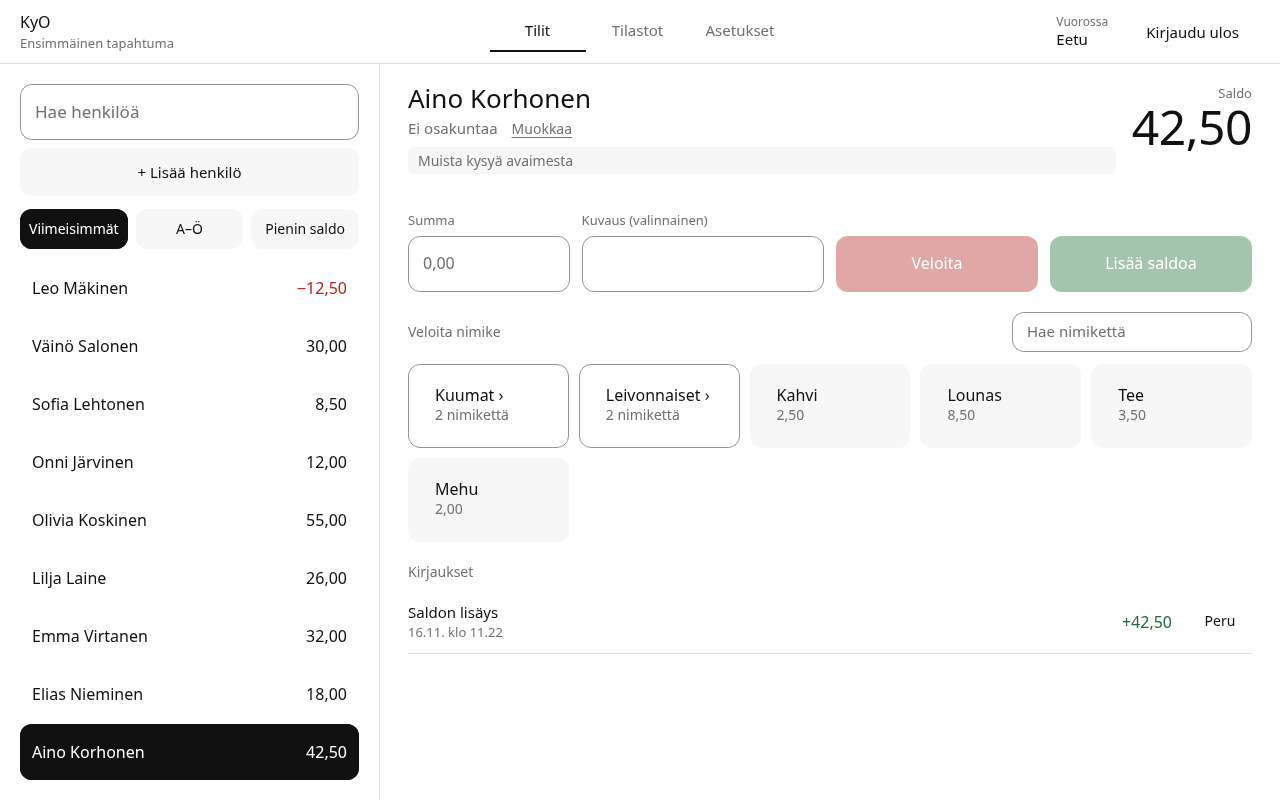 KyO
Ensimmäinen tapahtuma
Tilit
Tilastot
Asetukset
Vuorossa
Eetu
Kirjaudu ulos
Hae henkilöä
+ Lisää henkilö
Viimeisimmät
A–Ö
Pienin saldo
Leo Mäkinen −12,50
Väinö Salonen 30,00
Sofia Lehtonen 8,50
Onni Järvinen 12,00
Olivia Koskinen 55,00
Lilja Laine 26,00
Emma Virtanen 32,00
Elias Nieminen 18,00
Aino Korhonen 42,50
Aino Korhonen
Ei osakuntaa Muokkaa
Muista kysyä avaimesta
Saldo
42,50
Summa
Kuvaus (valinnainen)
0,00
Veloita
Lisää saldoa
Veloita nimike
Hae nimikettä
Kuumat ›
2 nimikettä
Leivonnaiset ›
2 nimikettä
Kahvi
2,50
Lounas
8,50
Tee
3,50
Mehu
2,00
Kirjaukset
Saldon lisäys
16.11. klo 11.22
+42,50
Peru